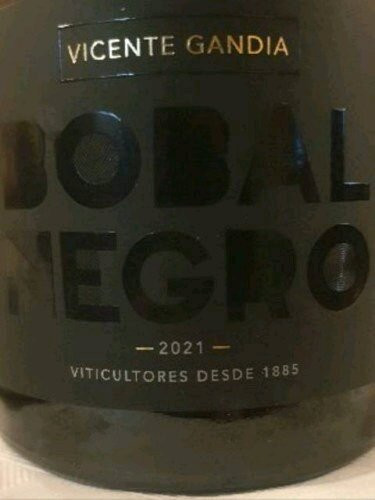 VICENTE GANDIA
BOBAL
NEGRO
— 2021 —
VITICULTORES DESDE 1885